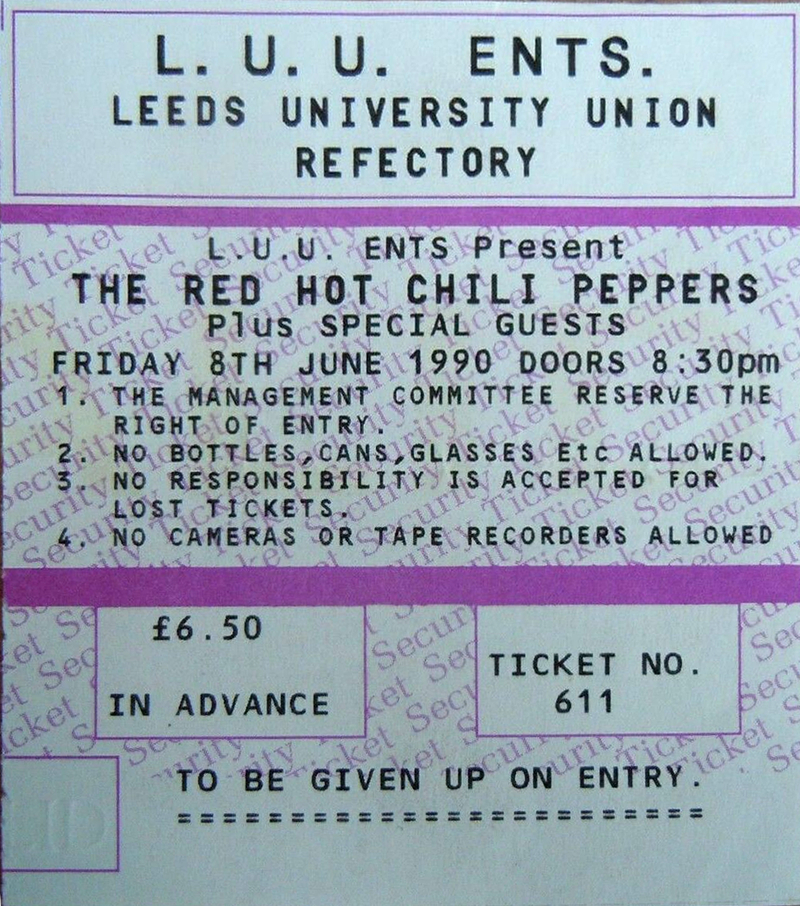 L. U. U. ENTS.
LEEDS UNIVERSITY UNION
REFECTORY
L.U.U. ENTS Present
THE RED HOT CHILI PEPPERS
Plus SPECIAL GUESTS
FRIDAY 8TH JUNE 1990 DOORS 8:30pm
1. THE MANAGEMENT COMMITTEE RESERVE THE
RIGHT OF ENTRY.
2. NO BOTTLES,CANS,GLASSES Etc ALLOWED.
3. NO RESPONSIBILITY IS ACCEPTED FOR
LOST TICKETS.
4. NO CAMERAS OR TAPE RECORDERS ALLOWED
£6.50
IN ADVANCE
TICKET NO.
611
TO BE GIVEN UP ON ENTRY.
=========================